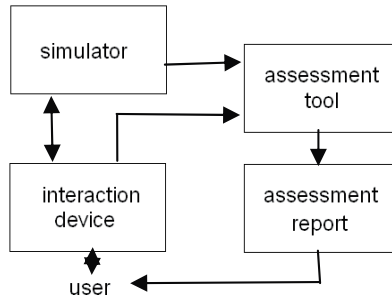 simulator
assessment
tool
interaction
device
assessment
report
user